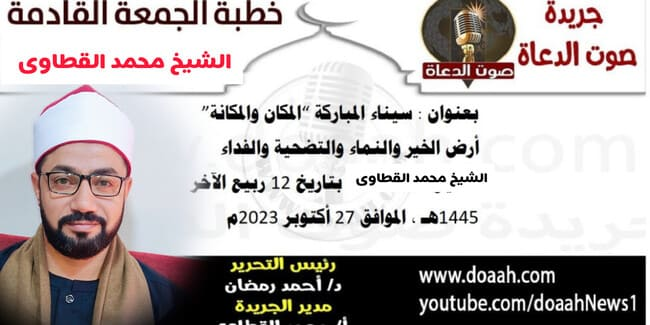 خطبة الجمعة القادمة
الشيخ محمد القطاوى
جريدة
صوت الدعاة
صوت الدعاة
بعنوان : سيناء المباركة “المكان والمكانة”
أرض الخير والنماء والتضحية والفداء
الشيخ محمد القطاوى بتاريخ 12 ربيع الآخر
1445هـ ، الموافق 27 أكتوبر 2023م
رئيس التحرير
د/ أحمد رمضان
مدير الجريدة
أ/ محمد القطاوى
www.doaah.com
youtube.com/doaahNews1